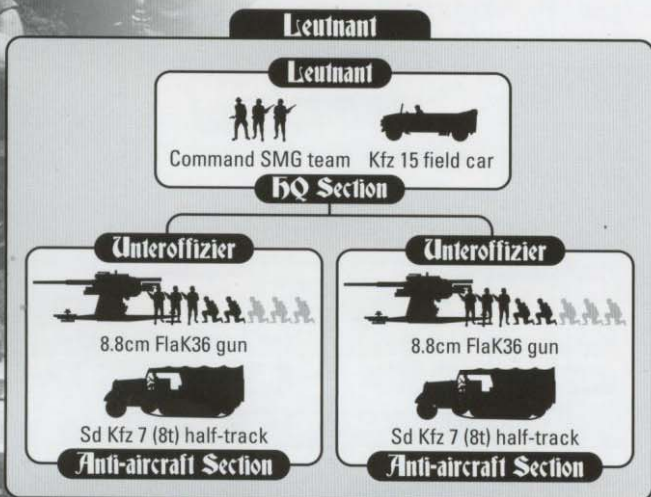 Leutnant
Leutnant
Command SMG team Kfz 15 field car
HQ Section
Unteroffizier Unteroffizier
8.8cm FlaK36 gun 8.8cm FlaK36 gun
Sd Kfz 7 (8t) half-track Sd Kfz 7 (8t) half-track
Anti-aircraft Section Anti-aircraft Section